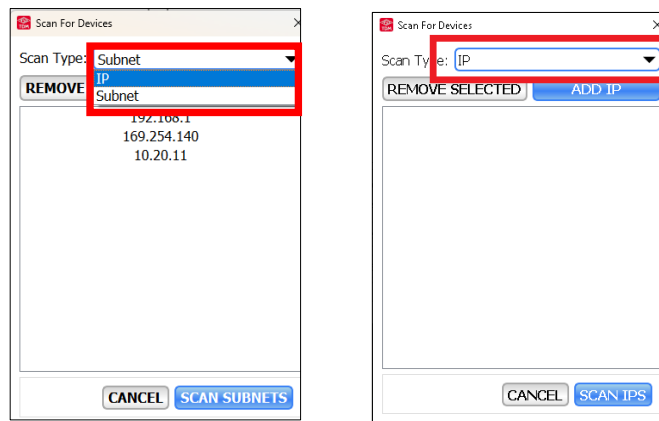 Scan For Devices
Scan Type: Subnet
IP
Subnet
REMOVE
192.168.1
169.254.140
10.20.11
CANCEL SCAN SUBNETS
Scan For Devices
Scan Type: IP
REMOVE SELECTED ADD IP
CANCEL SCAN IPS